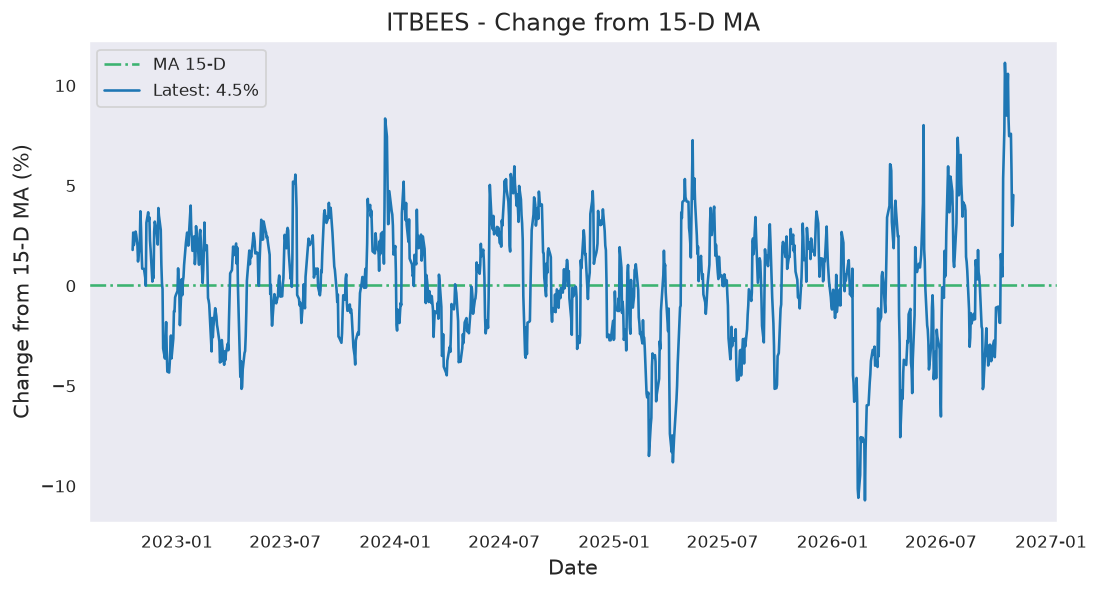 ITBEES - Change from 15-D MA
MA 15-D
Latest: 4.5%
Change from 15-D MA (%)
10
5
0
−5
−10
2023-01
2023-07
2024-01
2024-07
2025-01
2025-07
2026-01
2026-07
2027-01
Date